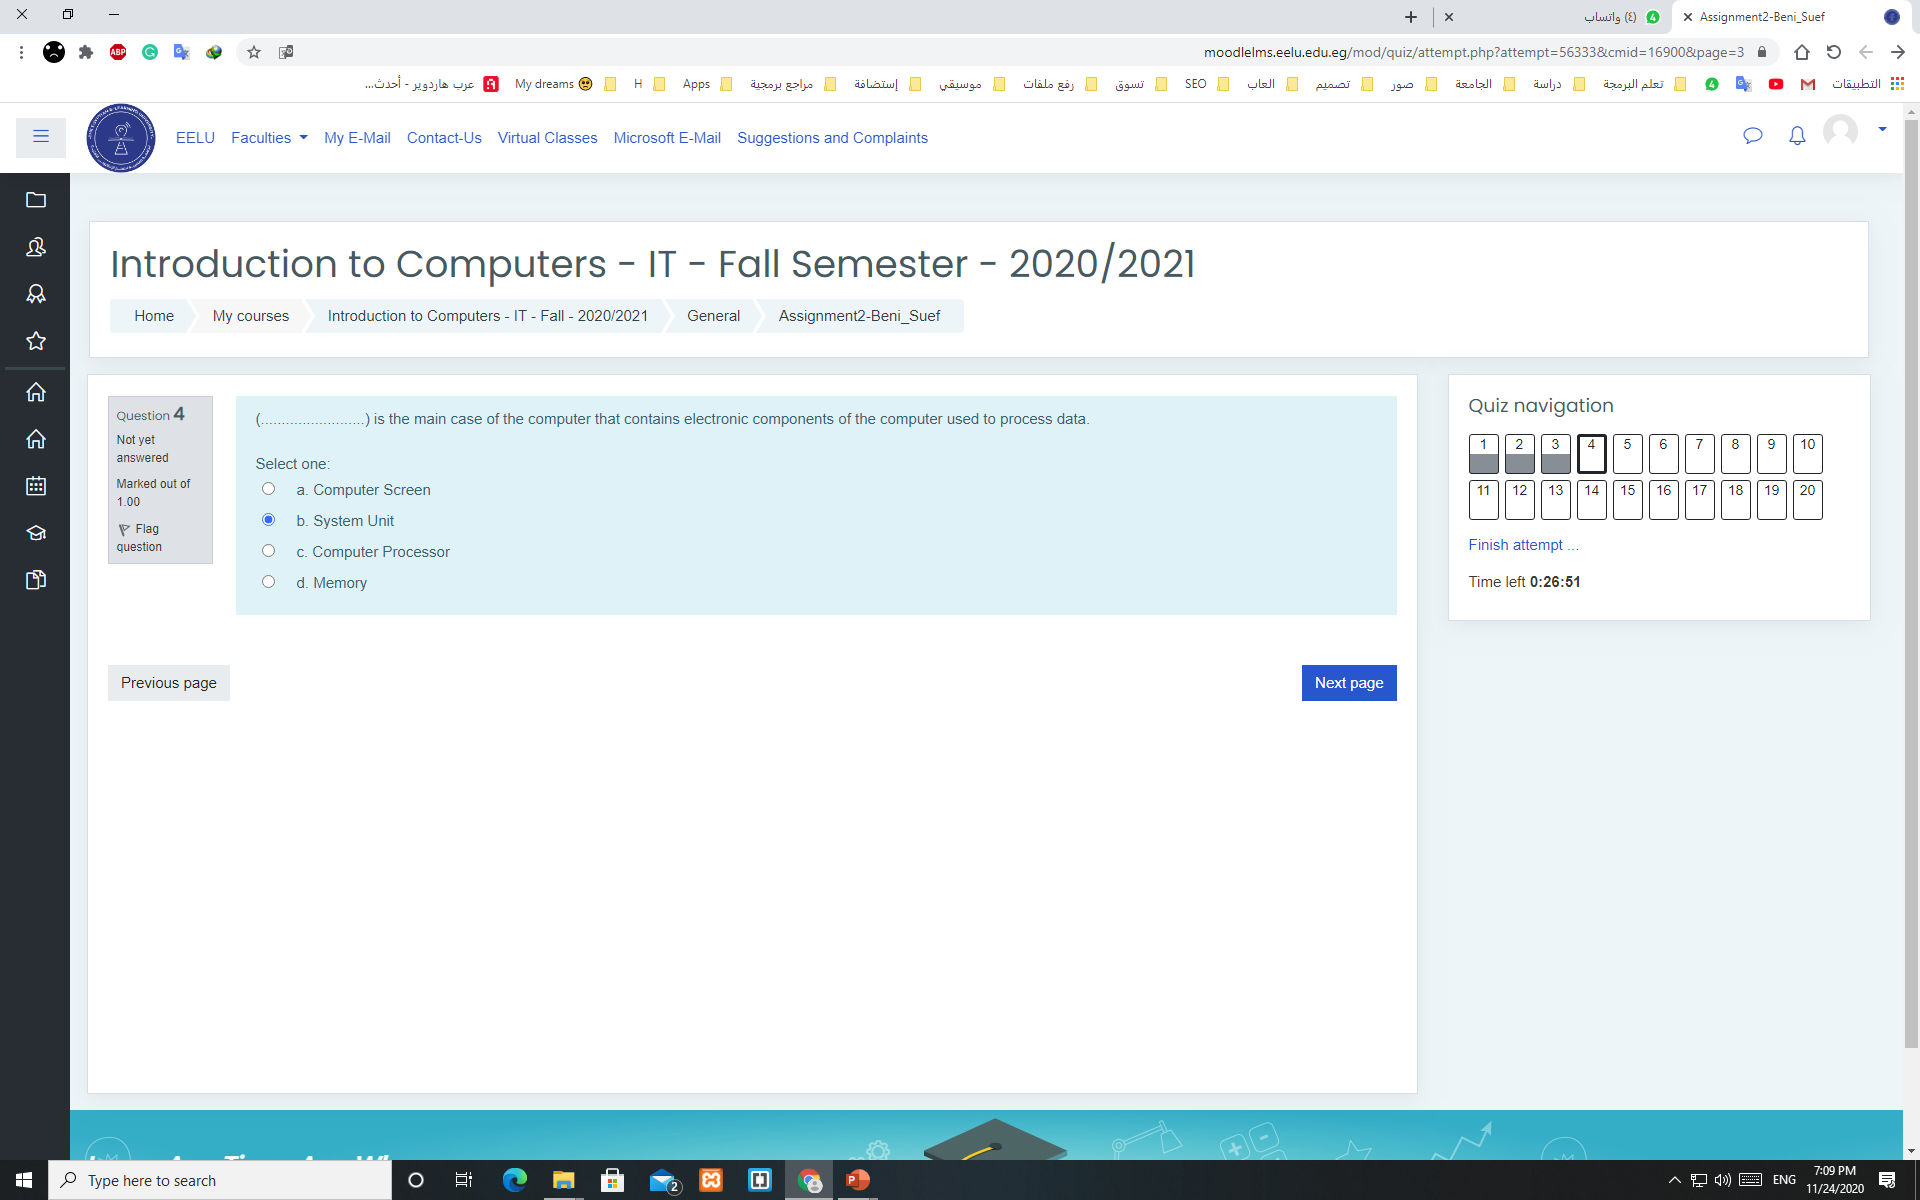 (٤) واتساب
Assignment2-Beni_Suef
moodlelms.eelu.edu.eg/mod/quiz/attempt.php?attempt=56333&cmid=16900&page=3
ABP
التطبيقات
تعلم البرمجة
دراسة
الجامعة
صور
تصميم
العاب
SEO
تسوق
رفع ملفات
موسيقي
إستضافة
مراجع برمجية
Apps
H
My dreams
عرب هاردوير - أحدث...
EELU Faculties My E-Mail Contact-Us Virtual Classes Microsoft E-Mail Suggestions and Complaints
Introduction to Computers - IT - Fall Semester - 2020/2021
Home My courses Introduction to Computers - IT - Fall - 2020/2021 General Assignment2-Beni_Suef
Question 4
Not yet
answered
Marked out of
1.00
Flag
question
(.........................) is the main case of the computer that contains electronic components of the computer used to process data.
Select one:
a. Computer Screen
b. System Unit
c. Computer Processor
d. Memory
Previous page
Next page
Quiz navigation
1 2 3 4 5 6 7 8 9 10
11 12 13 14 15 16 17 18 19 20
Finish attempt ...
Time left 0:26:51
Type here to search
2
ENG
7:09 PM
11/24/2020